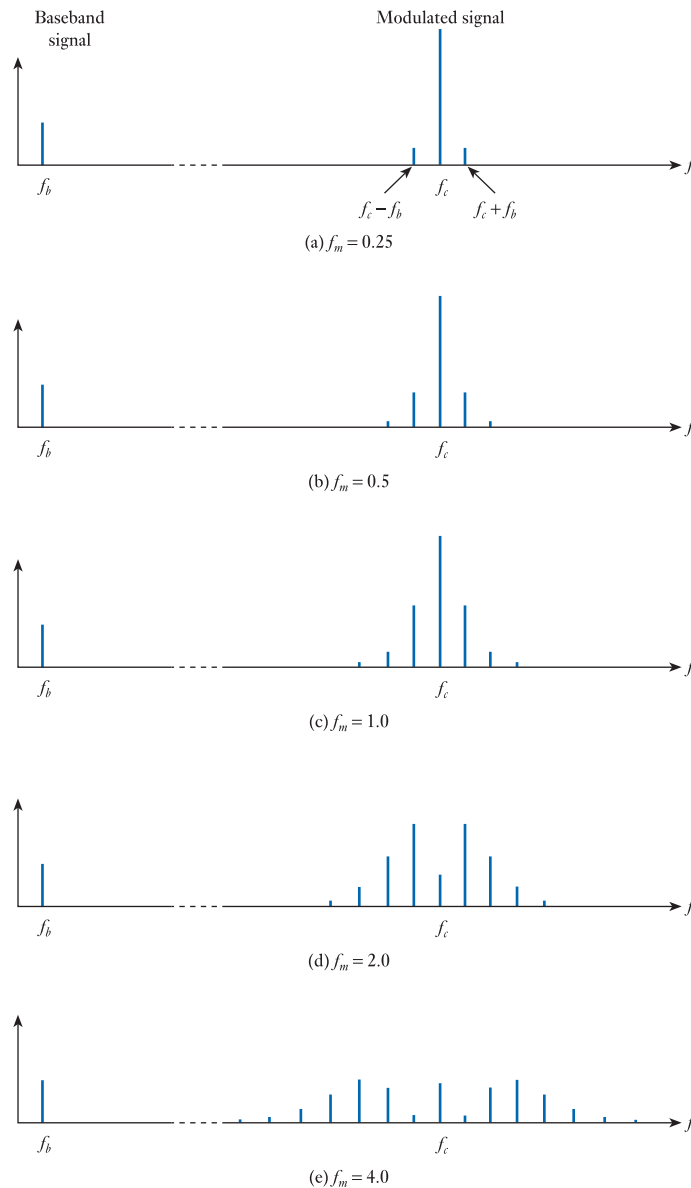 Baseband signal
Modulated signal
f
f_b
f_c
f_c − f_b
f_c + f_b
(a) f_m = 0.25
f
f_b
f_c
(b) f_m = 0.5
f
f_b
f_c
(c) f_m = 1.0
f
f_b
f_c
(d) f_m = 2.0
f
f_b
f_c
(e) f_m = 4.0